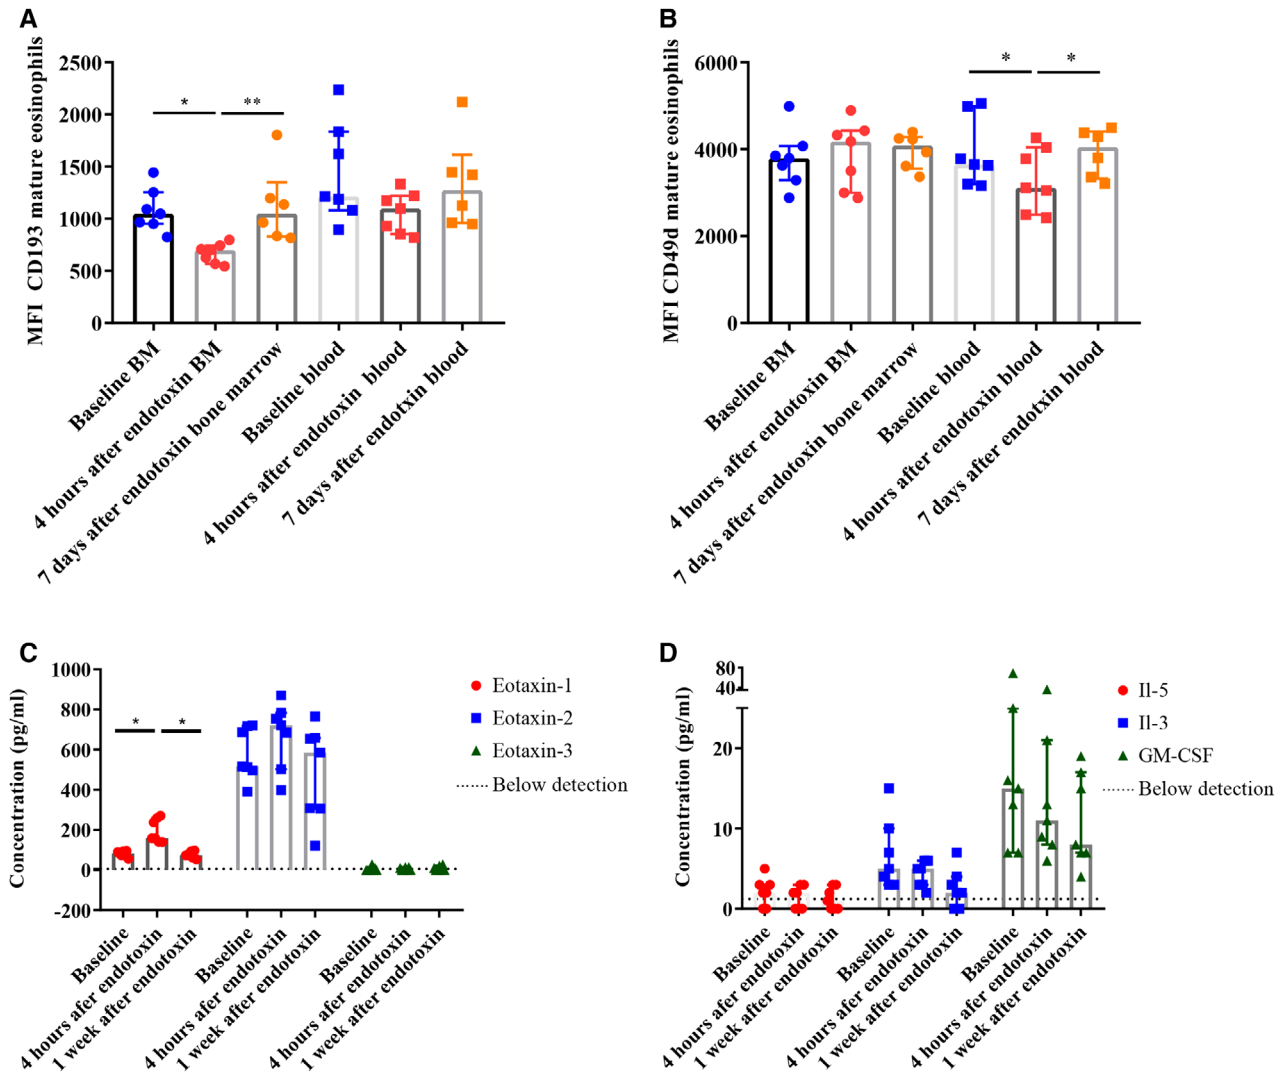 A
MFI  CD193 mature eosinophils
2500
2000
1500
1000
500
0
*
**
Baseline BM
4 hours after endotoxin BM
7 days after endotoxin bone marrow
Baseline blood
4 hours after endotoxin  blood
7 days after endotxin blood
B
MFI CD49d mature eosinophils
6000
4000
2000
0
*
*
Baseline BM
4 hours after endotoxin BM
7 days after endotoxin bone marrow
Baseline blood
4 hours after endotoxin blood
7 days after endotxin blood
C
Concentration (pg/ml)
1000
800
600
400
200
0
-200
*
*
Eotaxin-1
Eotaxin-2
Eotaxin-3
Below detection
Baseline
4 hours afer endotoxin
1 week after endotoxin
Baseline
4 hours afer endotoxin
1 week after endotoxin
Baseline
4 hours afer endotoxin
1 week after endotoxin
D
Concentration (pg/ml)
80
40
20
10
0
Il-5
Il-3
GM-CSF
Below detection
Baseline
4 hours afer endotoxin
1 week after endotoxin
Baseline
4 hours afer endotoxin
1 week after endotoxin
Baseline
4 hours afer endotoxin
1 week after endotoxin